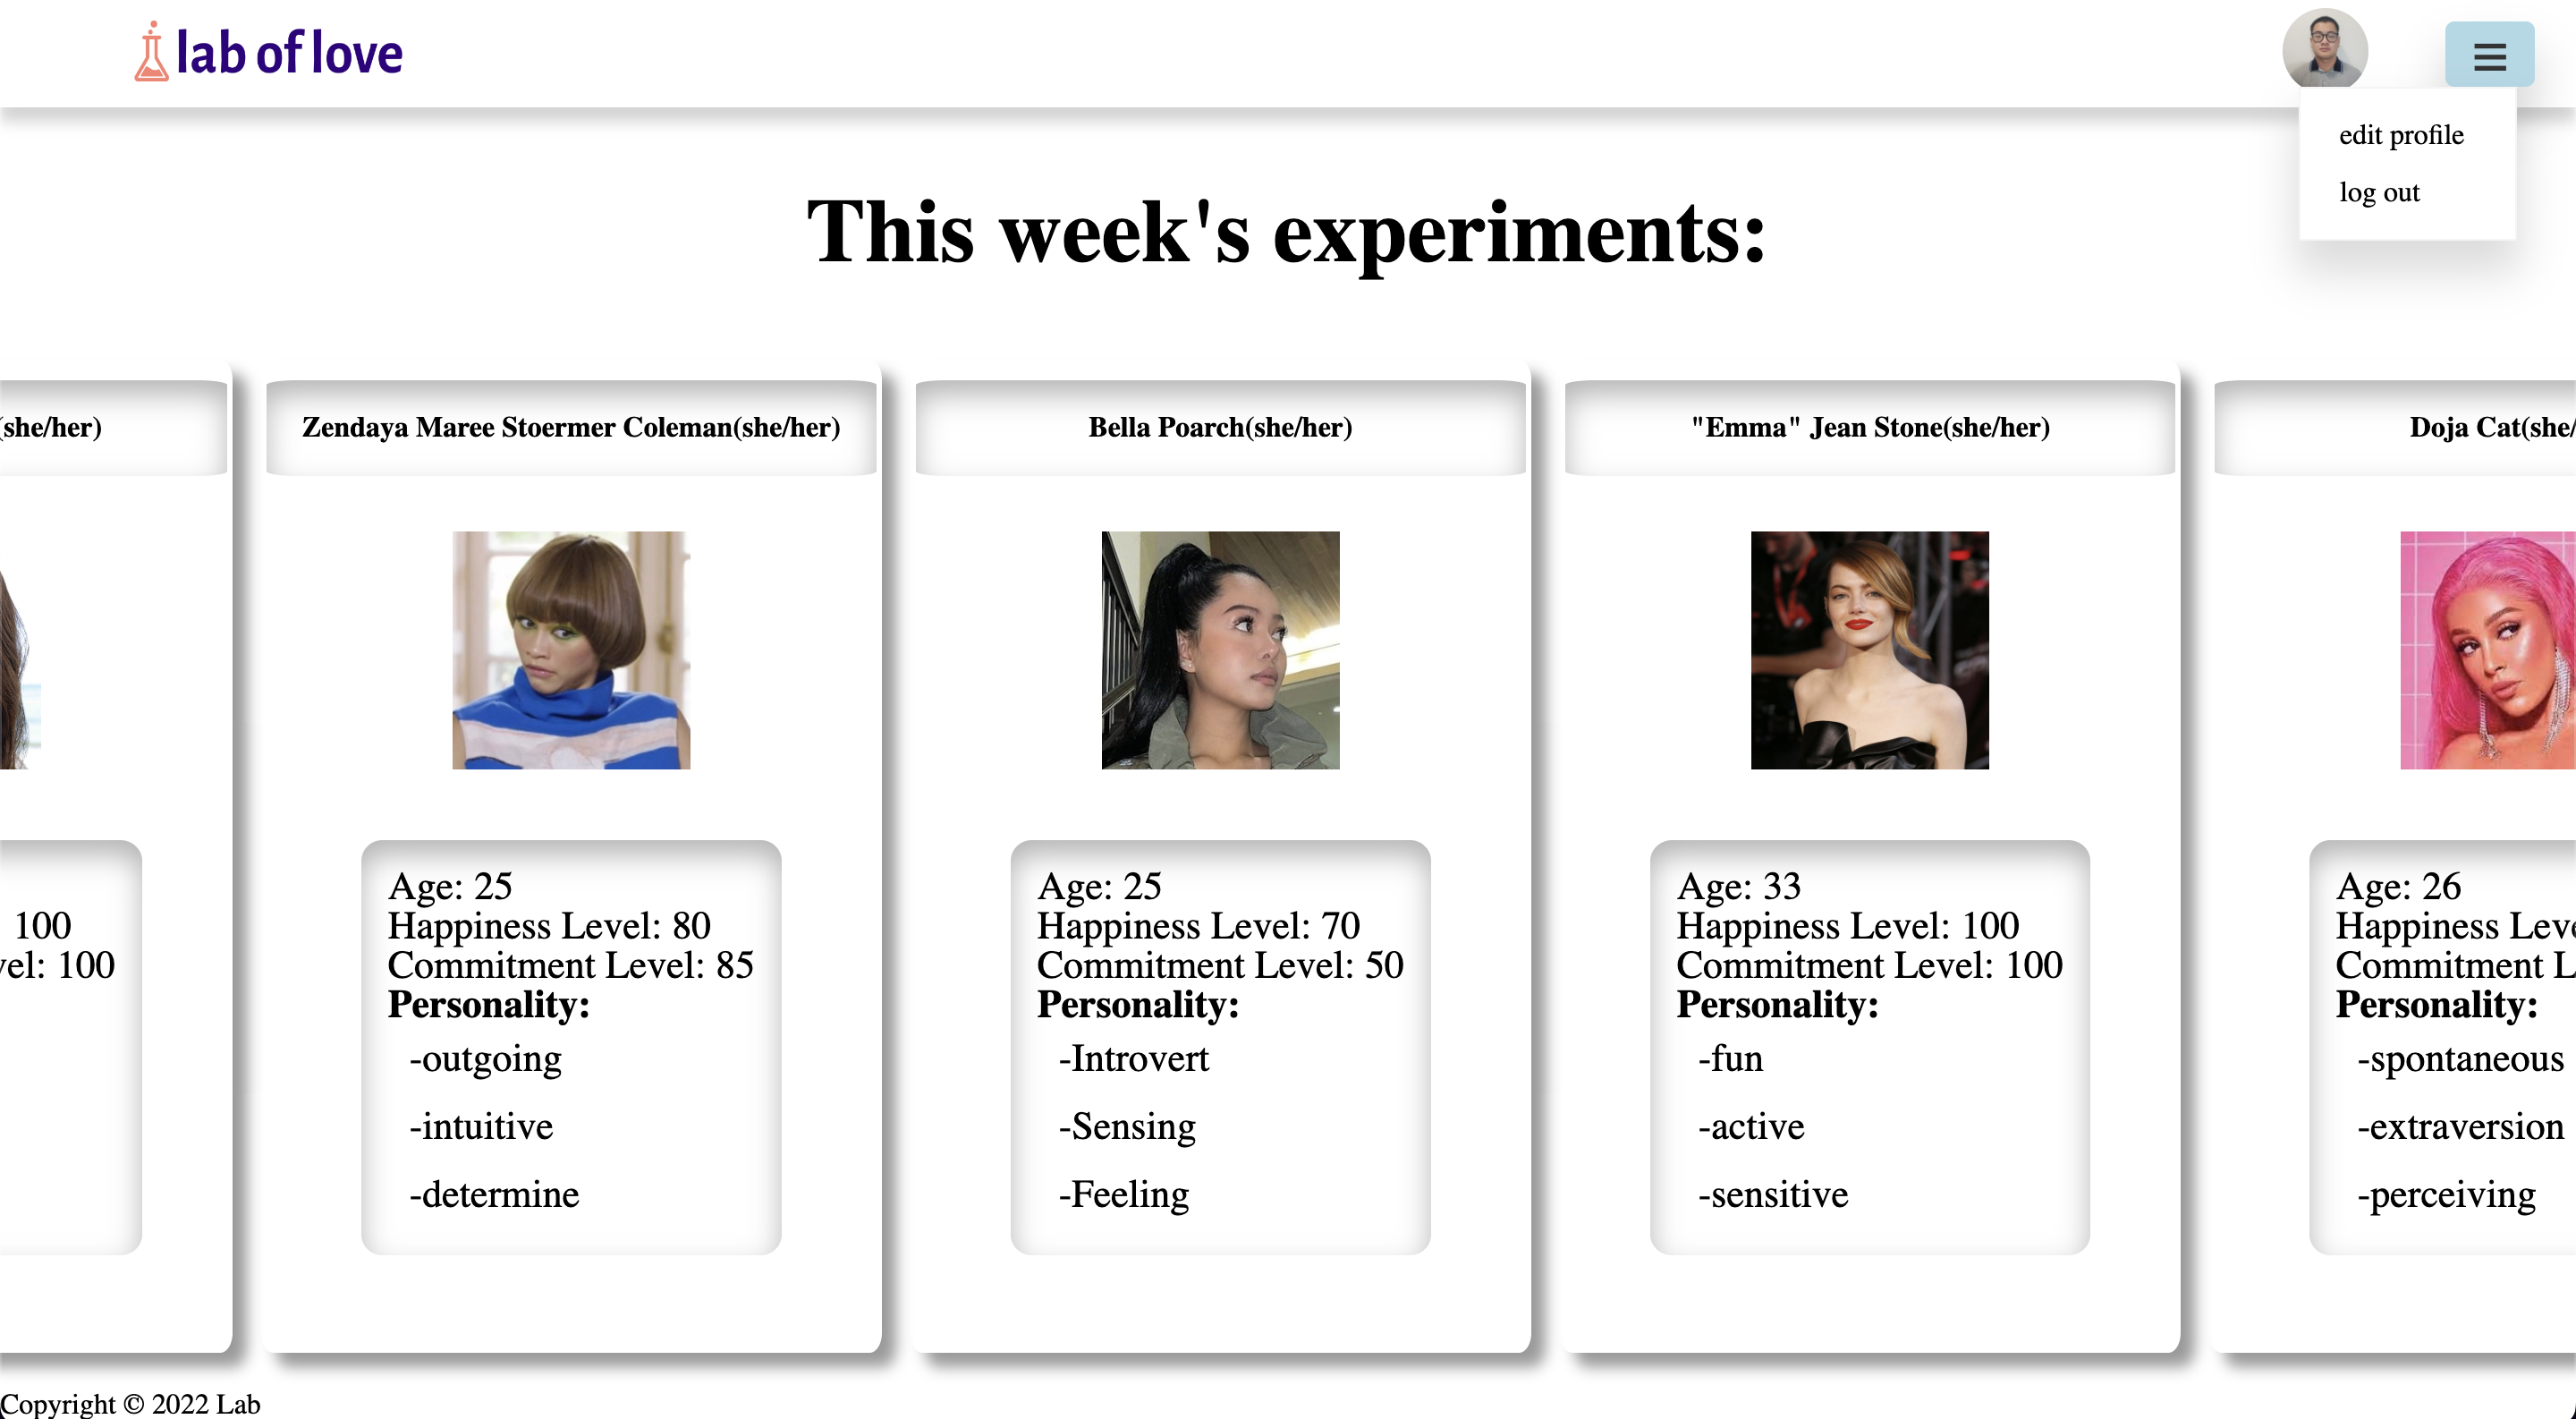 lab of love
edit profile
log out
This week's experiments:
(she/her)
100
vel: 100
Zendaya Maree Stoermer Coleman(she/her)
Age: 25
Happiness Level: 80
Commitment Level: 85
Personality:
-outgoing
-intuitive
-determine
Bella Poarch(she/her)
Age: 25
Happiness Level: 70
Commitment Level: 50
Personality:
-Introvert
-Sensing
-Feeling
"Emma" Jean Stone(she/her)
Age: 33
Happiness Level: 100
Commitment Level: 100
Personality:
-fun
-active
-sensitive
Doja Cat(she/
Age: 26
Happiness Leve
Commitment L
Personality:
-spontaneous
-extraversion
-perceiving
Copyright © 2022 Lab